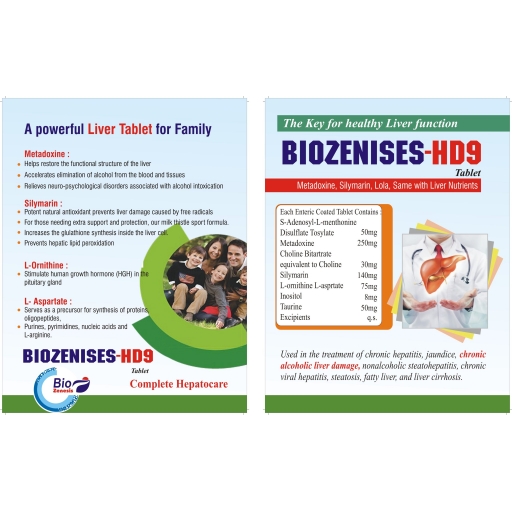 A powerful Liver Tablet for Family
Metadoxine :
Helps restore the functional structure of the liver
Accelerates elimination of alcohol from the blood and tissues
Relieves neuro-psychological disorders associated with alcohol intoxication
Silymarin :
Potent natural antioxidant prevents liver damage caused by free radicals
For those needing extra support and protection, our milk thistle sport formula.
Increases the glutathione synthesis inside the liver cell.
Prevents hepatic lipid peroxidation
L-Ornithine :
Stimulate human growth hormone (HGH) in the
pituitary gland
L- Aspartate :
Serves as a precursor for synthesis of proteins,
oligopeptides,
Purines, pyrimidines, nucleic acids and
L-arginine.
BIOZENISES-HD9
Tablet
Complete Hepatocare
Bio
Zenesis
The Key for healthy Liver function
BIOZENISES-HD9
Tablet
Metadoxine, Silymarin, Lola, Same with Liver Nutrients
Each Enteric Coated Tablet Contains :
S-Adenosyl-L-menthonine
Disulflate Tosylate 50mg
Metadoxine 250mg
Choline Bitartrate
equivalent to Choline 30mg
Silymarin 140mg
L-ornithine L-asprtate 75mg
Inositol 8mg
Taurine 50mg
Excipients q.s.
Used in the treatment of chronic hepatitis, jaundice, chronic
alcoholic liver damage, nonalcoholic steatohepatitis, chronic
viral hepatitis, steatosis, fatty liver, and liver cirrhosis.